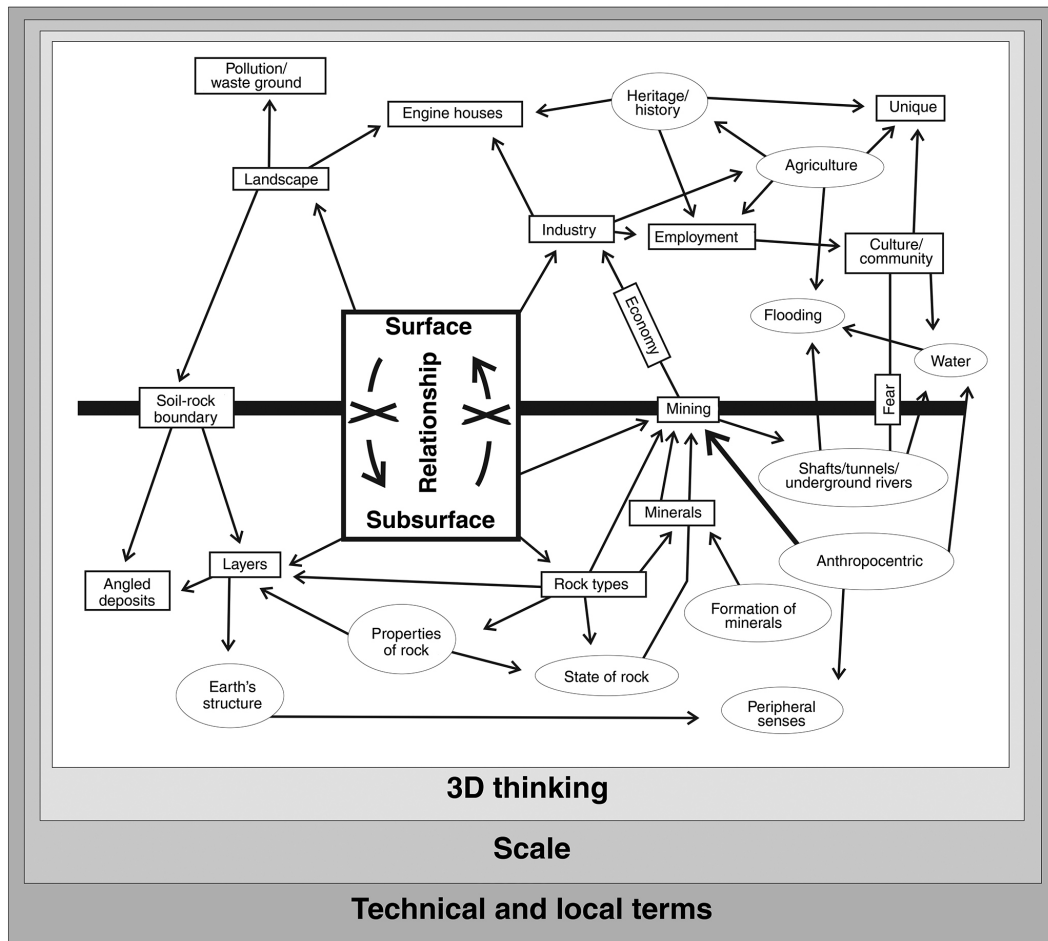 Pollution/
waste ground
Engine houses
Heritage/
history
Unique
Landscape
Agriculture
Industry
Employment
Culture/
community
Economy
Flooding
Water
Surface
Relationship
Subsurface
Soil-rock
boundary
Mining
Fear
Shafts/tunnels/
underground rivers
Minerals
Anthropocentric
Layers
Angled
deposits
Rock types
Formation of
minerals
Properties
of rock
State of rock
Earth's
structure
Peripheral
senses
3D thinking
Scale
Technical and local terms